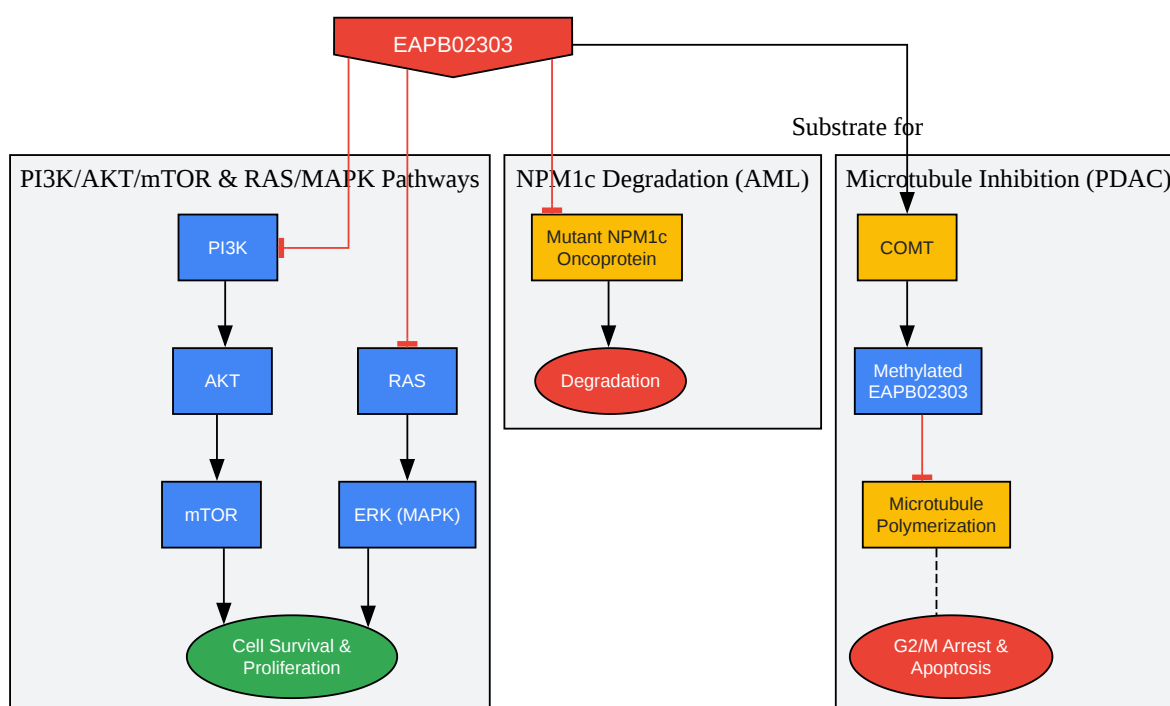 EAPB02303
Substrate for
PI3K/AKT/mTOR & RAS/MAPK Pathways
PI3K
AKT
RAS
mTOR
ERK (MAPK)
Cell Survival &
Proliferation
NPM1c Degradation (AML)
Mutant NPM1c
Oncoprotein
Degradation
Microtubule Inhibition (PDAC)
COMT
Methylated
EAPB02303
Microtubule
Polymerization
G2/M Arrest &
Apoptosis